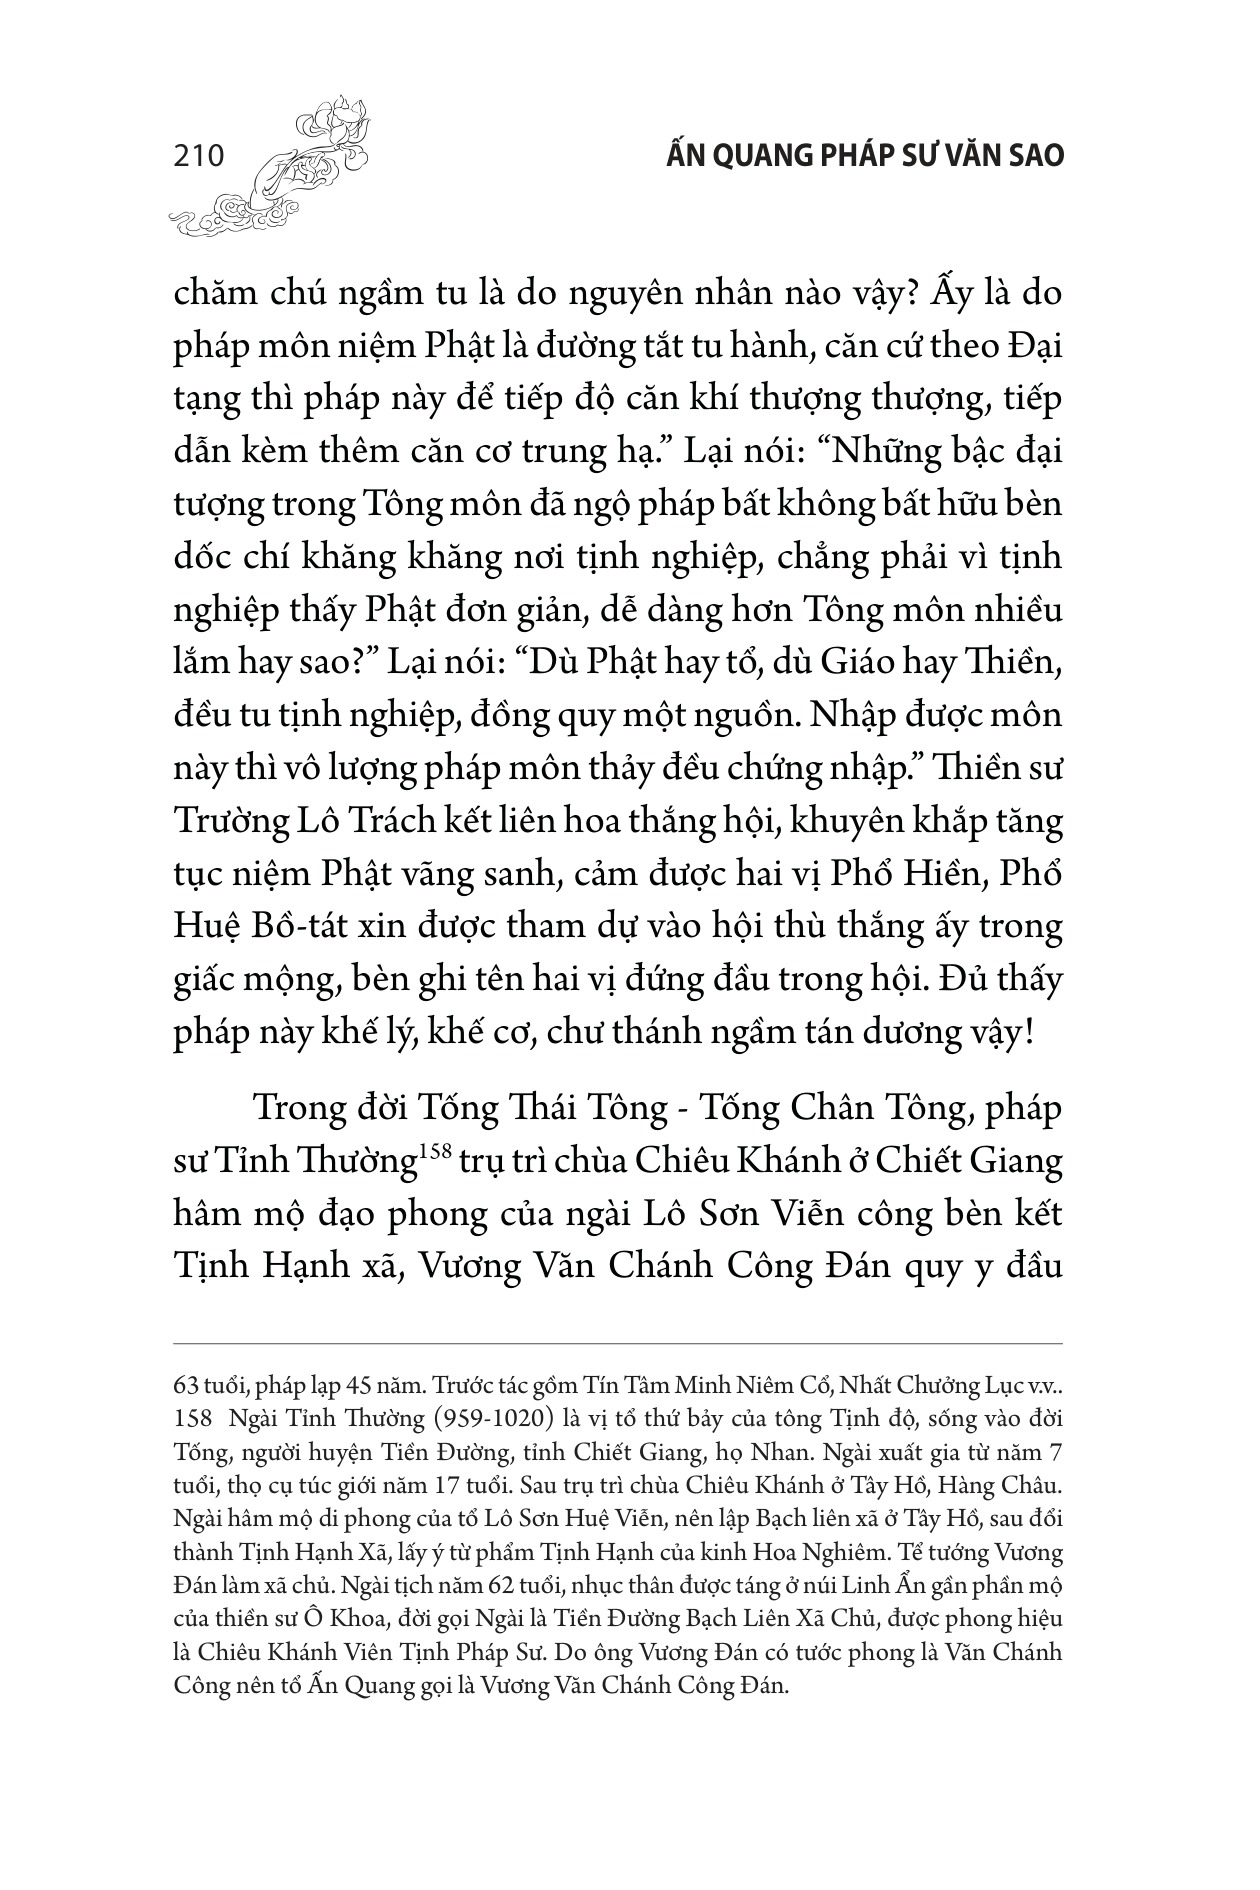 210
ẤN QUANG PHÁP SƯ VĂN SAO
chăm chú ngầm tu là do nguyên nhân nào vậy? Ấy là do
pháp môn niệm Phật là đường tắt tu hành, căn cứ theo Đại
tạng thì pháp này để tiếp độ căn khí thượng thượng, tiếp
dẫn kèm thêm căn cơ trung hạ.” Lại nói: “Những bậc đại
tượng trong Tông môn đã ngộ pháp bất không bất hữu bèn
dốc chí khăng khăng nơi tịnh nghiệp, chẳng phải vì tịnh
nghiệp thấy Phật đơn giản, dễ dàng hơn Tông môn nhiều
lắm hay sao?” Lại nói: “Dù Phật hay tổ, dù Giáo hay Thiền,
đều tu tịnh nghiệp, đồng quy một nguồn. Nhập được môn
này thì vô lượng pháp môn thảy đều chứng nhập.” Thiền sư
Trường Lô Trách kết liên hoa thắng hội, khuyên khắp tăng
tục niệm Phật vãng sanh, cảm được hai vị Phổ Hiền, Phổ
Huệ Bồ-tát xin được tham dự vào hội thù thắng ấy trong
giấc mộng, bèn ghi tên hai vị đứng đầu trong hội. Đủ thấy
pháp này khế lý, khế cơ, chư thánh ngầm tán dương vậy!
Trong đời Tống Thái Tông - Tống Chân Tông, pháp
sư Tỉnh Thường158 trụ trì chùa Chiêu Khánh ở Chiết Giang
hâm mộ đạo phong của ngài Lô Sơn Viễn công bèn kết
Tịnh Hạnh xã, Vương Văn Chánh Công Đán quy y đầu
63 tuổi, pháp lạp 45 năm. Trước tác gồm Tín Tâm Minh Niêm Cổ, Nhất Chưởng Lục v.v..
158 Ngài Tỉnh Thường (959-1020) là vị tổ thứ bảy của tông Tịnh độ, sống vào đời
Tống, người huyện Tiền Đường, tỉnh Chiết Giang, họ Nhan. Ngài xuất gia từ năm 7
tuổi, thọ cụ túc giới năm 17 tuổi. Sau trụ trì chùa Chiêu Khánh ở Tây Hồ, Hàng Châu.
Ngài hâm mộ di phong của tổ Lô Sơn Huệ Viễn, nên lập Bạch liên xã ở Tây Hồ, sau đổi
thành Tịnh Hạnh Xã, lấy ý từ phẩm Tịnh Hạnh của kinh Hoa Nghiêm. Tể tướng Vương
Đán làm xã chủ. Ngài tịch năm 62 tuổi, nhục thân được táng ở núi Linh Ẩn gần phần mộ
của thiền sư Ô Khoa, đời gọi Ngài là Tiền Đường Bạch Liên Xã Chủ, được phong hiệu
là Chiêu Khánh Viên Tịnh Pháp Sư. Do ông Vương Đán có tước phong là Văn Chánh
Công nên tổ Ấn Quang gọi là Vương Văn Chánh Công Đán.